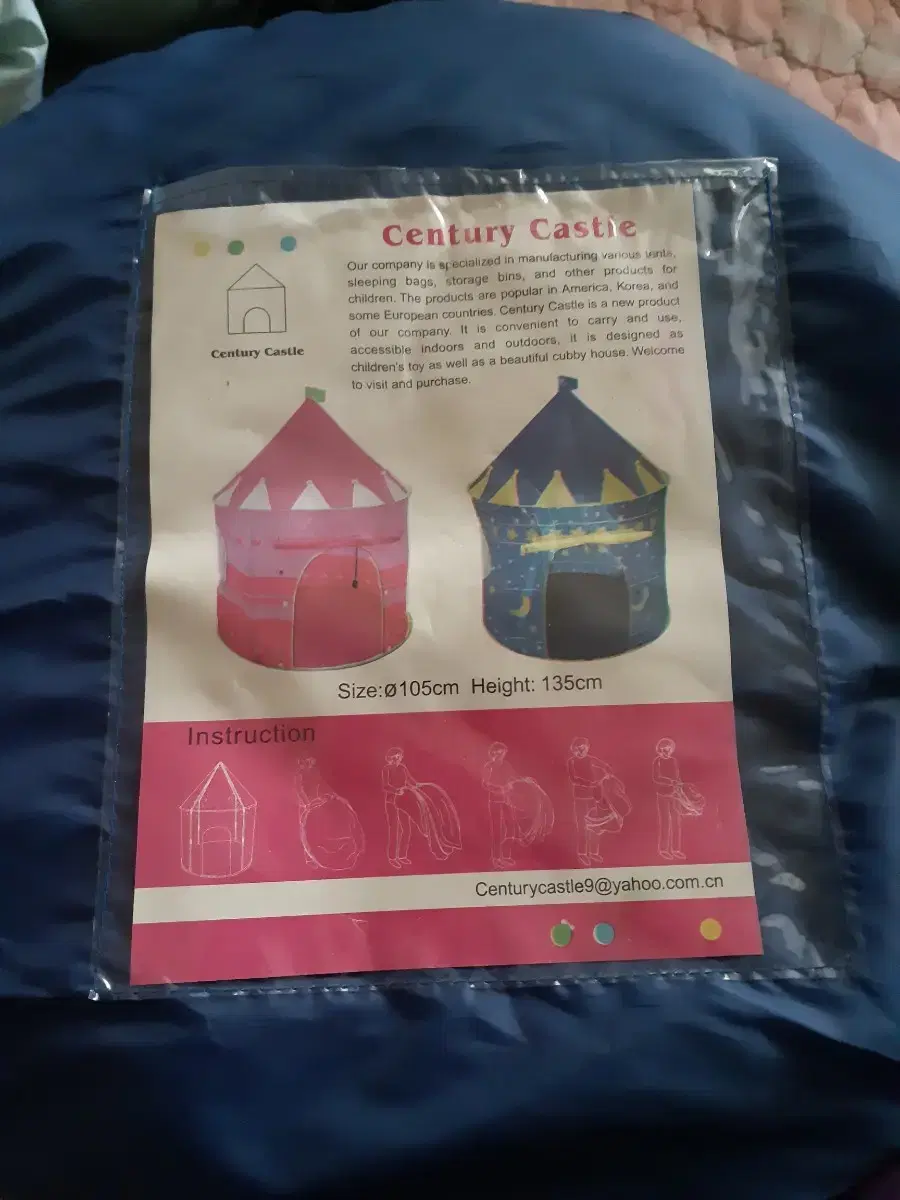 Century Castle
Our company is specialized in manufacturing various tents,
sleeping bags, storage bins, and other products for
children. The products are popular in America, Korea, and
some European countries. Century Castle is a new product
of our company. It is convenient to carry and use,
accessible indoors and outdoors, it is designed as
children's toy as well as a beautiful cubby house. Welcome
to visit and purchase.
Century Castle
Size:Ø105cm Height: 135cm
Instruction
Centurycastle9@yahoo.com.cn